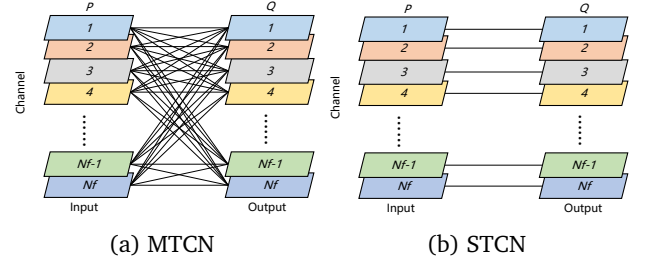 P Q
1 1
2 2
3 3
4 4
Nf-1 Nf-1
Nf Nf
Channel
Input Output
(a) MTCN
P Q
1 1
2 2
3 3
4 4
Nf-1 Nf-1
Nf Nf
Channel
Input Output
(b) STCN